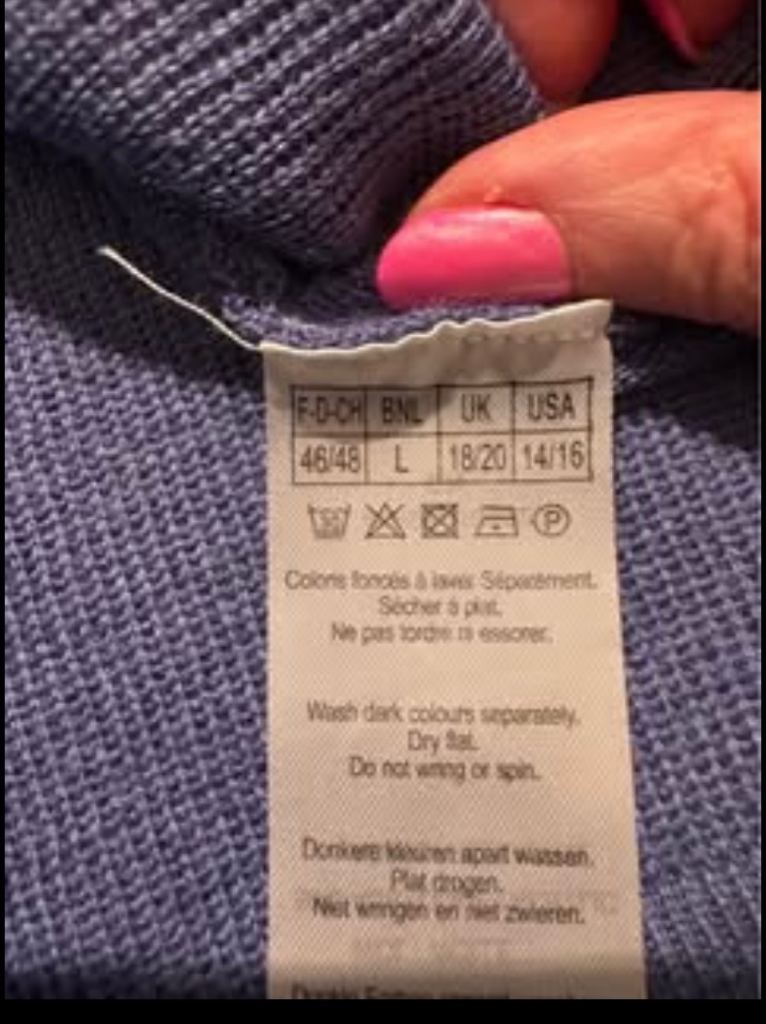 F-D-CH BNL UK USA
46/48 L 18/20 14/16
P
Coloris foncés à laver Séparément.
Sécher à plat.
Ne pas tordre ni essorer.
Wash dark colours separately.
Dry flat.
Do not wring or spin.
Donkere kleuren apart wassen.
Plat drogen.
Niet wringen en niet zwieren.